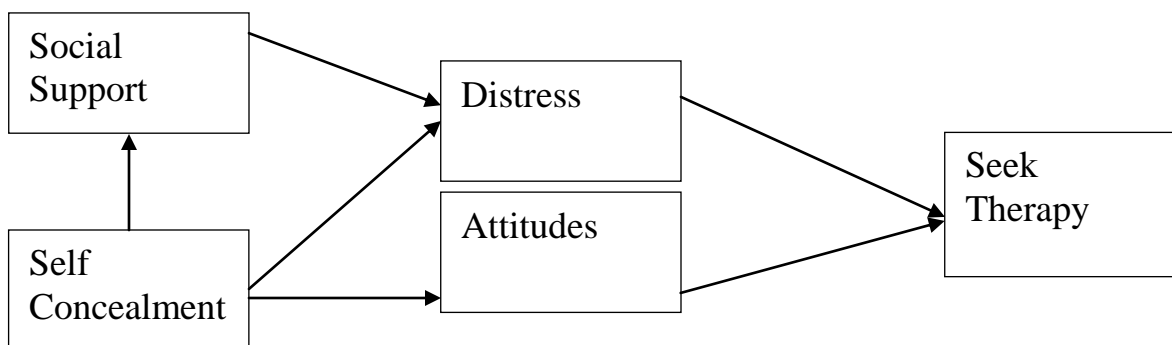 Social
Support
Distress
Seek
Therapy
Attitudes
Self
Concealment